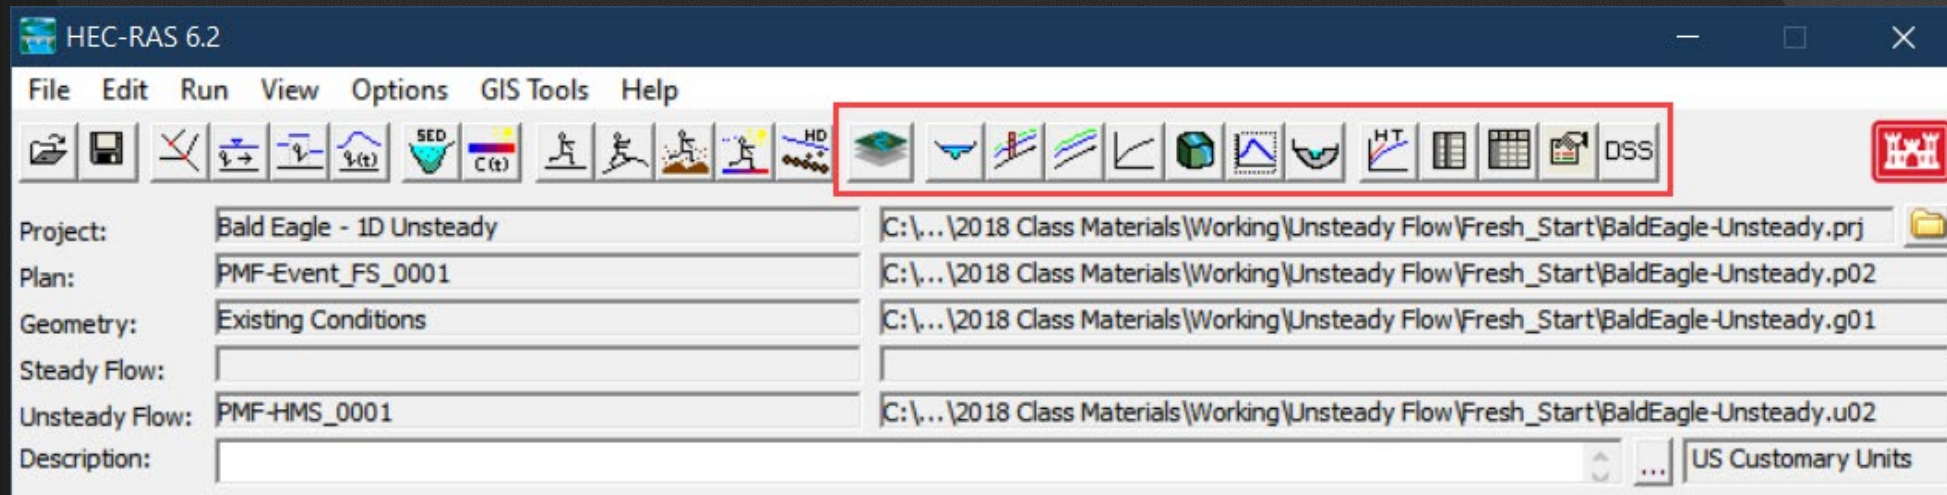 HEC-RAS 6.2
File Edit Run View Options GIS Tools Help
SED C(t) q(t) HD H T DSS
Project: Bald Eagle - 1D Unsteady C:\...\2018 Class Materials\Working\Unsteady Flow\Fresh_Start\BaldEagle-Unsteady.prj
Plan: PMF-Event_FS_0001 C:\...\2018 Class Materials\Working\Unsteady Flow\Fresh_Start\BaldEagle-Unsteady.p02
Geometry: Existing Conditions C:\...\2018 Class Materials\Working\Unsteady Flow\Fresh_Start\BaldEagle-Unsteady.g01
Steady Flow:
Unsteady Flow: PMF-HMS_0001 C:\...\2018 Class Materials\Working\Unsteady Flow\Fresh_Start\BaldEagle-Unsteady.u02
Description: ... US Customary Units